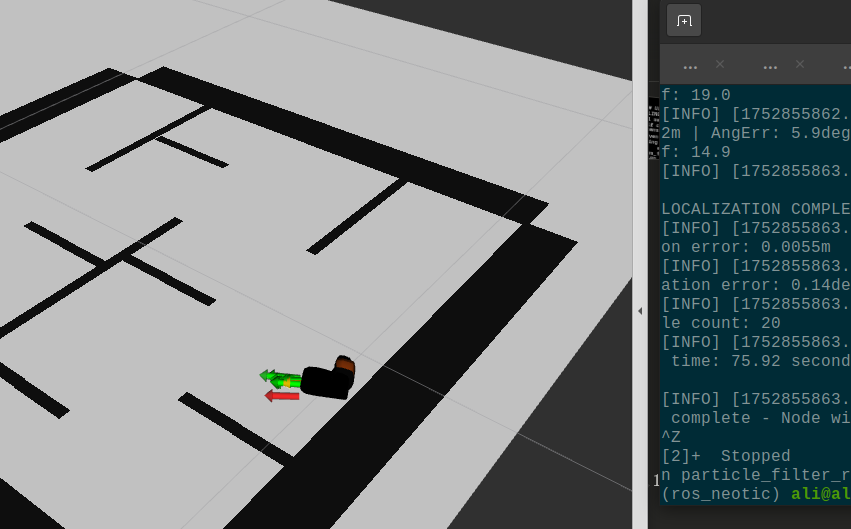 ... × ... × ..
f: 19.0
[INFO] [1752855862.
2m | AngErr: 5.9deg
f: 14.9
[INFO] [1752855863.
LOCALIZATION COMPLE
[INFO] [1752855863.
on error: 0.0055m
[INFO] [1752855863.
ation error: 0.14de
[INFO] [1752855863.
le count: 20
[INFO] [1752855863.
time: 75.92 second
[INFO] [1752855863.
complete - Node wi
^Z
[2]+  Stopped
n particle_filter_r
(ros_neotic) ali@al